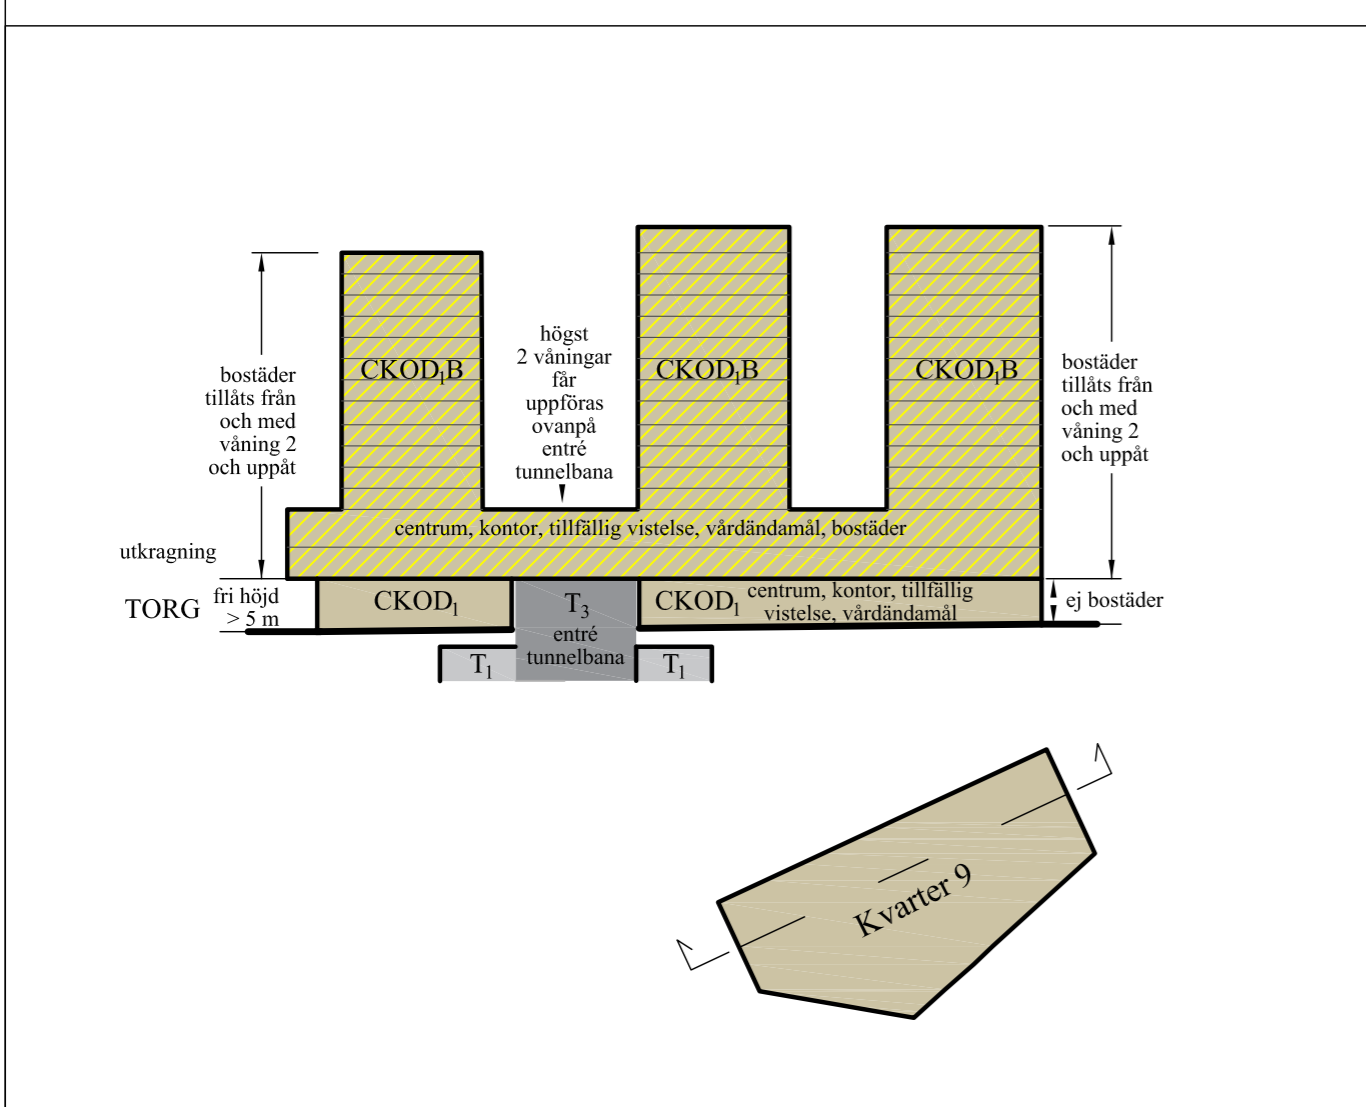 högst
2 våningar
får
uppföras
ovanpå
entré
tunnelbana
CKOD₁B
CKOD₁B
CKOD₁B
bostäder
tillåts från
och med
våning 2
och uppåt
bostäder
tillåts från
och med
våning 2
och uppåt
centrum, kontor, tillfällig vistelse, vårdändamål, bostäder
utkragning
TORG
fri höjd
> 5 m
CKOD₁
T₃
entré
tunnelbana
CKOD₁
centrum, kontor, tillfällig
vistelse, vårdändamål
ej bostäder
T₁
T₁
Kvarter 9